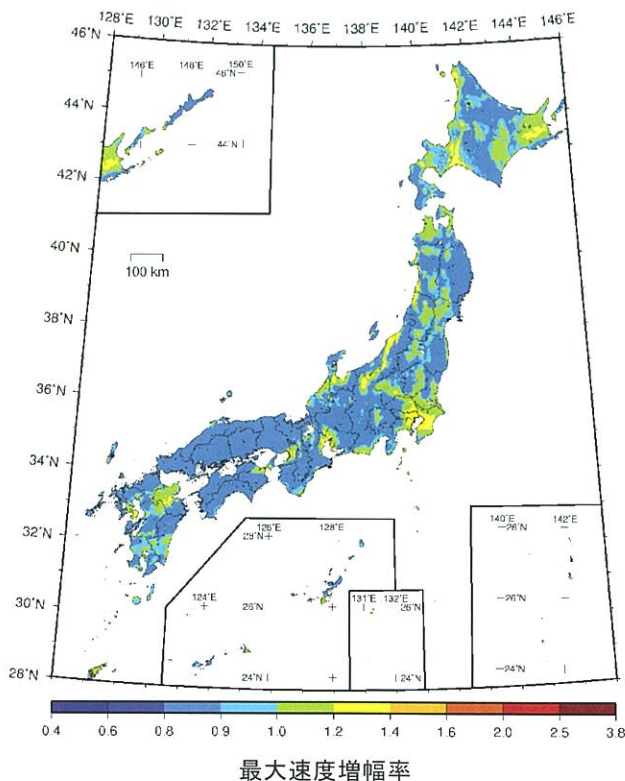 128°E 130°E 132°E 134°E 136°E 138°E 140°E 142°E 144°E 146°E
46°N
44°N
42°N
40°N
38°N
36°N
34°N
32°N
30°N
28°N
146°E 148°E 150°E
46°N
44°N
100 km
126°E 128°E
28°N
124°E 26°N
24°N
131°E 132°E
26°N
24°N
140°E 142°E
28°N
26°N
24°N
0.4 0.6 0.8 0.9 1.0 1.2 1.4 1.6 2.0 2.5 3.8
最大速度増幅率